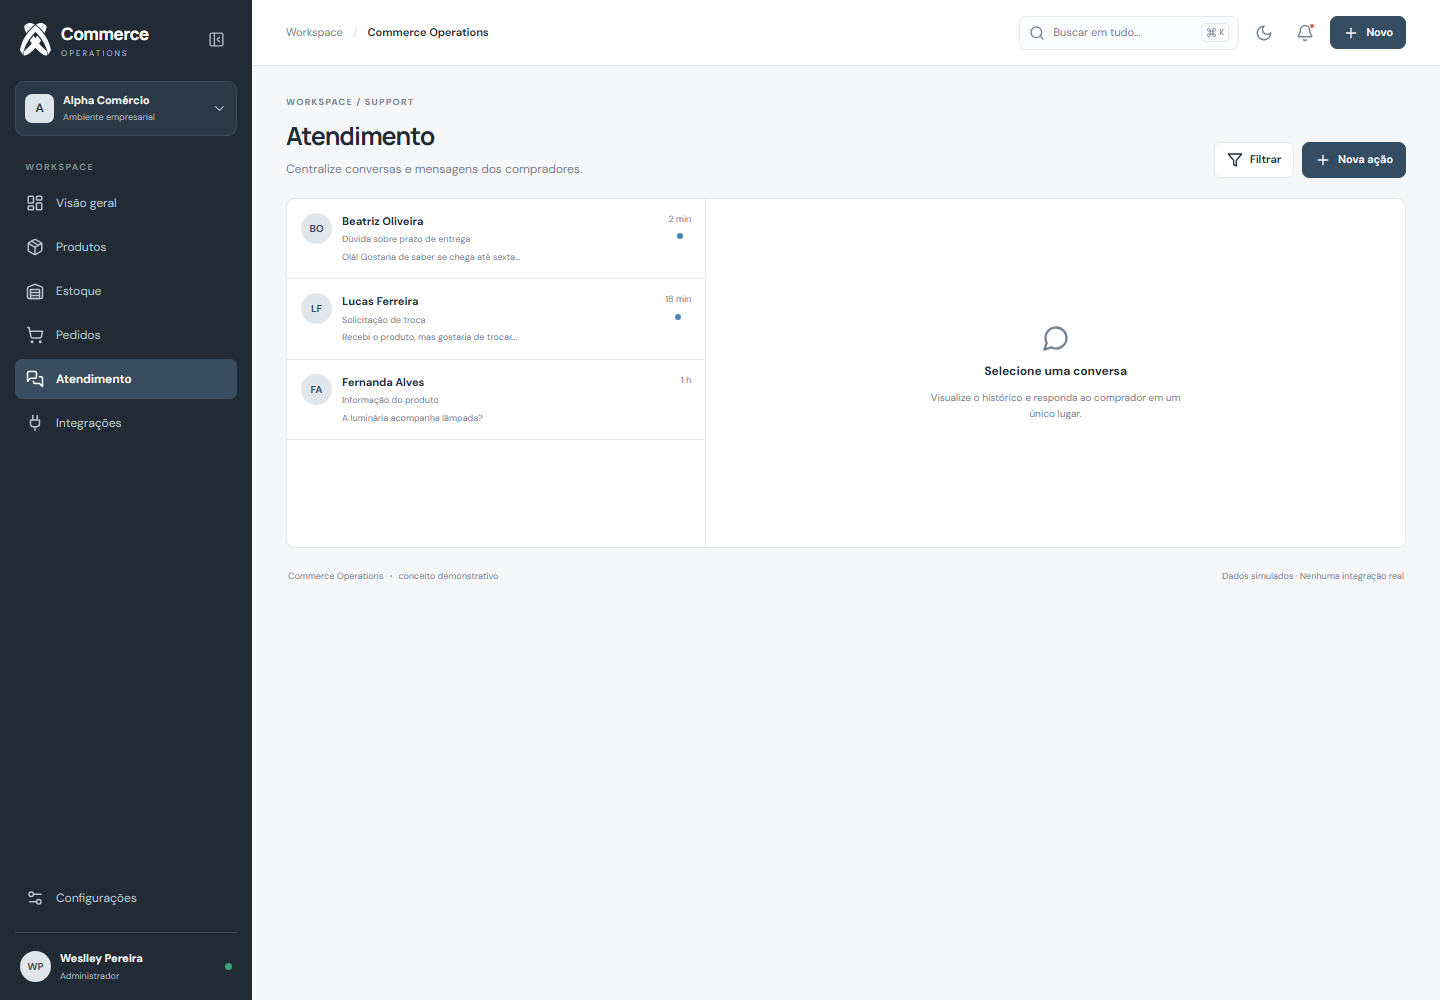 Commerce
OPERATIONS
A
Alpha Comércio
Ambiente empresarial
WORKSPACE
Visão geral
Produtos
Estoque
Pedidos
Atendimento
Integrações
Configurações
WP
Weslley Pereira
Administrador
Workspace / Commerce Operations
Buscar em tudo...
⌘ K
Novo
WORKSPACE / SUPPORT
Atendimento
Centralize conversas e mensagens dos compradores.
Filtrar
Nova ação
BO
Beatriz Oliveira
2 min
Dúvida sobre prazo de entrega
Olá! Gostaria de saber se chega até sexta...
LF
Lucas Ferreira
18 min
Solicitação de troca
Recebi o produto, mas gostaria de trocar...
FA
Fernanda Alves
1 h
Informação do produto
A luminária acompanha lâmpada?
Selecione uma conversa
Visualize o histórico e responda ao comprador em um
único lugar.
Commerce Operations • conceito demonstrativo
Dados simulados · Nenhuma integração real